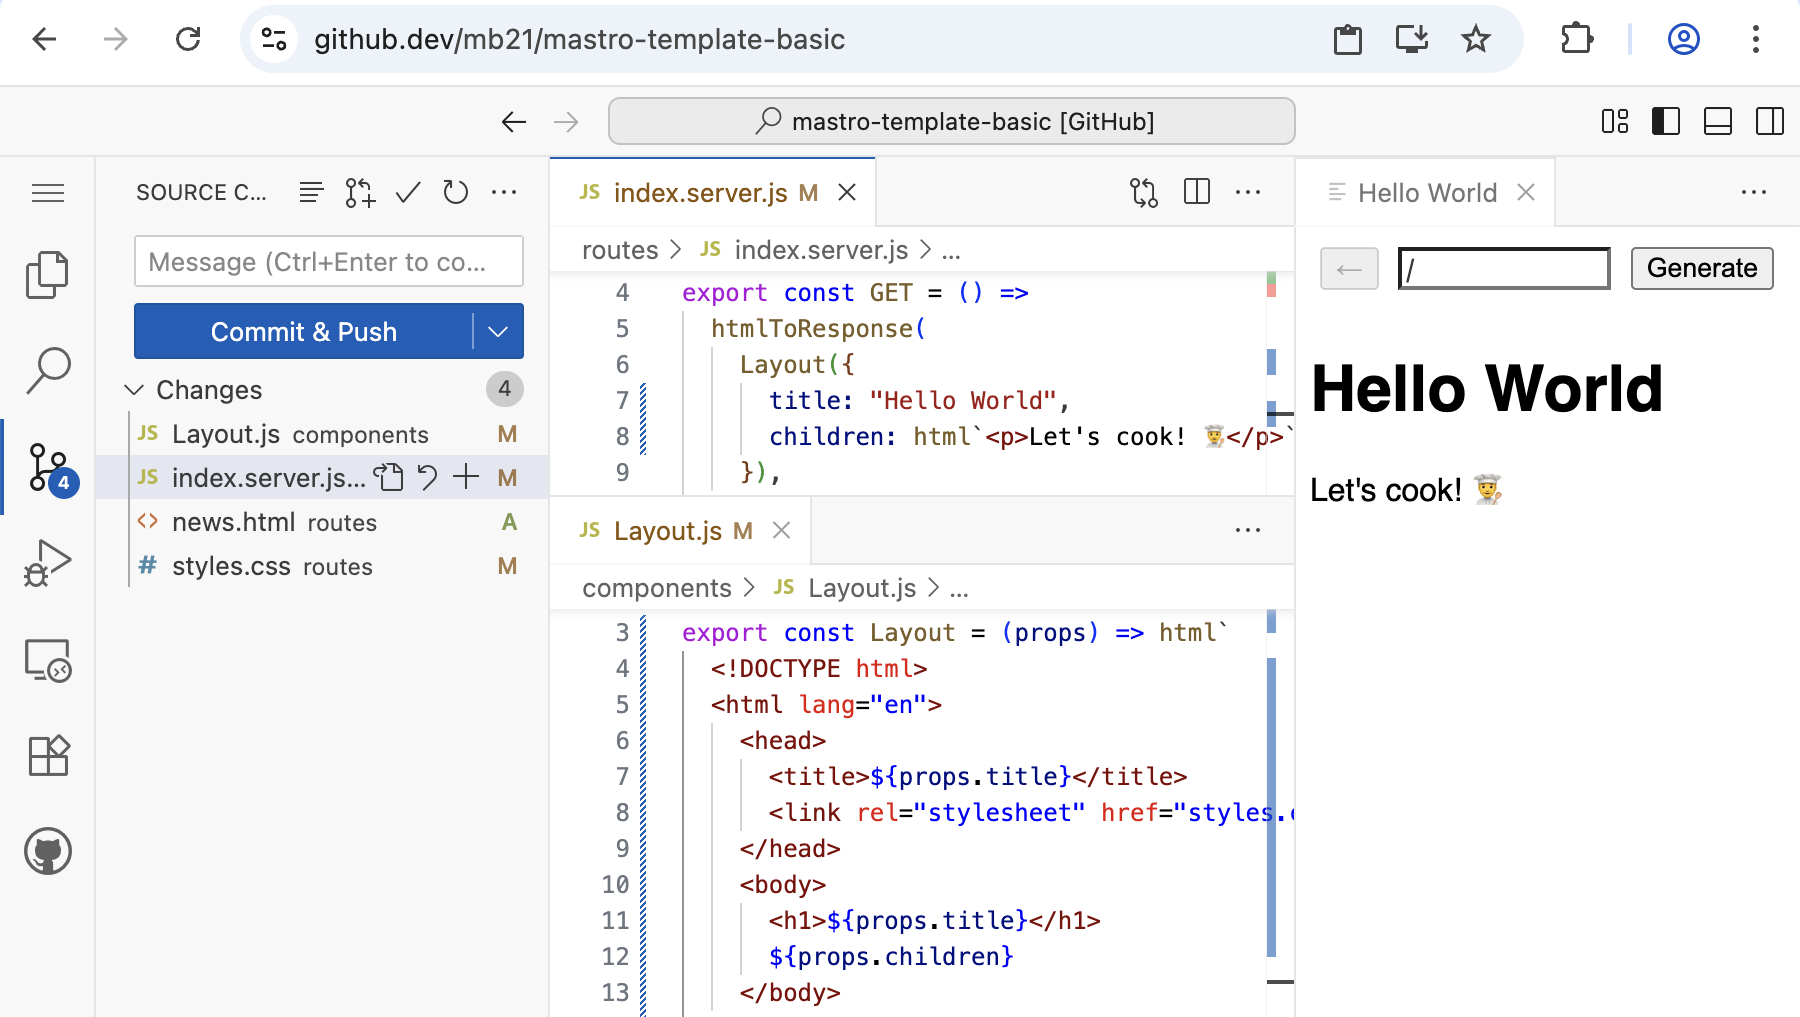 github.dev/mb21/mastro-template-basic
mastro-template-basic [GitHub]
SOURCE C...
Message (Ctrl+Enter to co...
Commit & Push
Changes 4
JS Layout.js components M
JS index.server.js... M
<> news.html routes A
# styles.css routes M
4
JS index.server.js M
routes > JS index.server.js > ...
4 export const GET = () =>
5 htmlToResponse(
6 Layout({
7 title: "Hello World",
8 children: html`<p>Let's cook! 👨‍🍳</p>`
9 }),
JS Layout.js M
components > JS Layout.js > ...
3 export const Layout = (props) => html`
4 <!DOCTYPE html>
5 <html lang="en">
6 <head>
7 <title>${props.title}</title>
8 <link rel="stylesheet" href="styles.
9 </head>
10 <body>
11 <h1>${props.title}</h1>
12 ${props.children}
13 </body>
Hello World
← / Generate
Hello World
Let's cook! 👨‍🍳